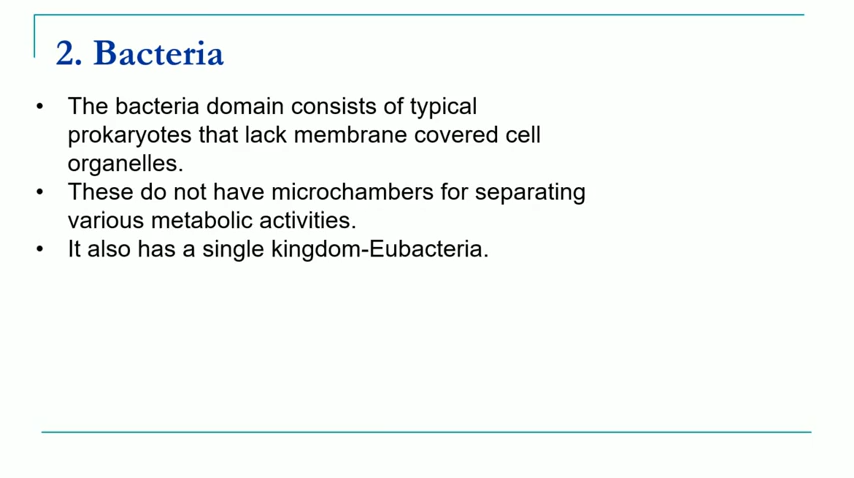 2. Bacteria
• The bacteria domain consists of typical
prokaryotes that lack membrane covered cell
organelles.
• These do not have microchambers for separating
various metabolic activities.
• It also has a single kingdom-Eubacteria.